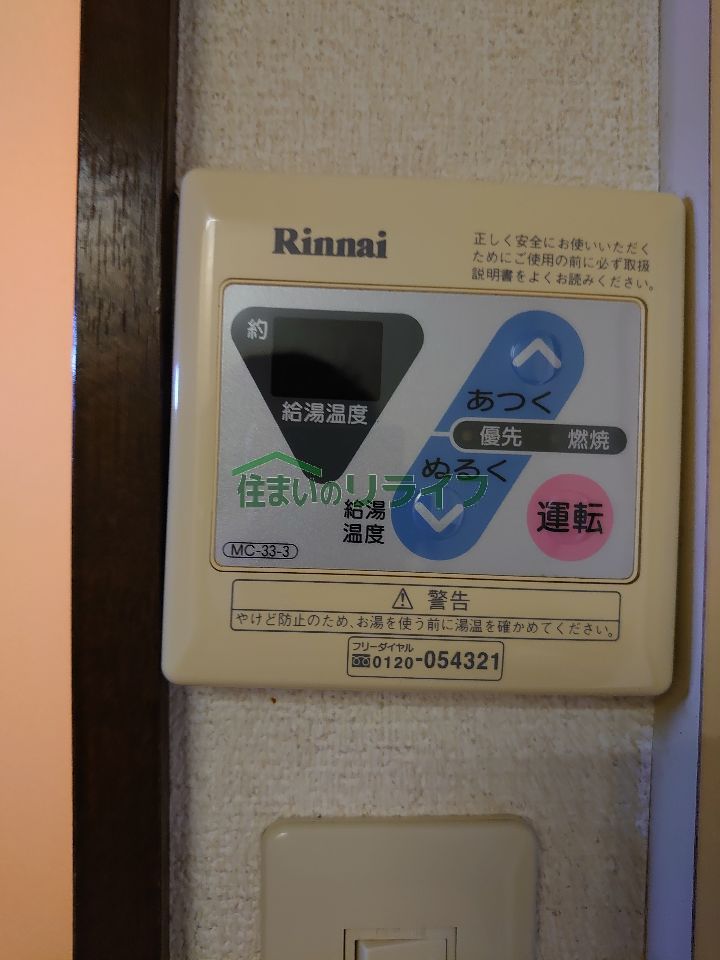 Rinnai
正しく安全にお使いいただく
ためにご使用の前に必ず取扱
説明書をよくお読みください。
約
給湯温度
あつく
優先 燃焼
ぬるく
住まいのリライフ
給湯
温度
運転
MC-33-3
警告
やけど防止のため、お湯を使う前に湯温を確かめてください。
フリーダイヤル
0120-054321